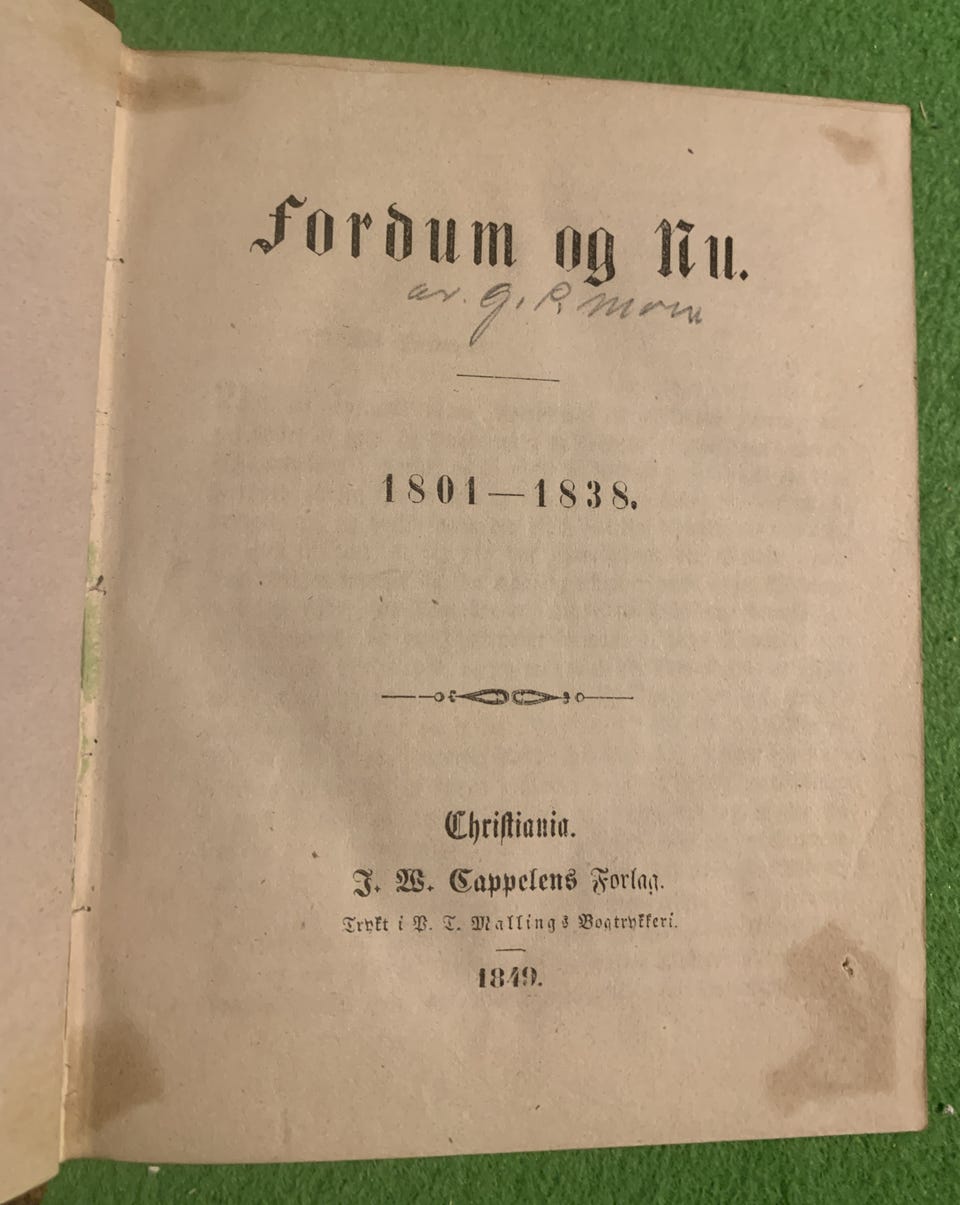 Fordum og Nu.
av. G. P. Moe
1801—1838.
Christiania.
J. W. Cappelens Forlag.
Trykt i P. T. Mallings Bogtrykkeri.
1849.